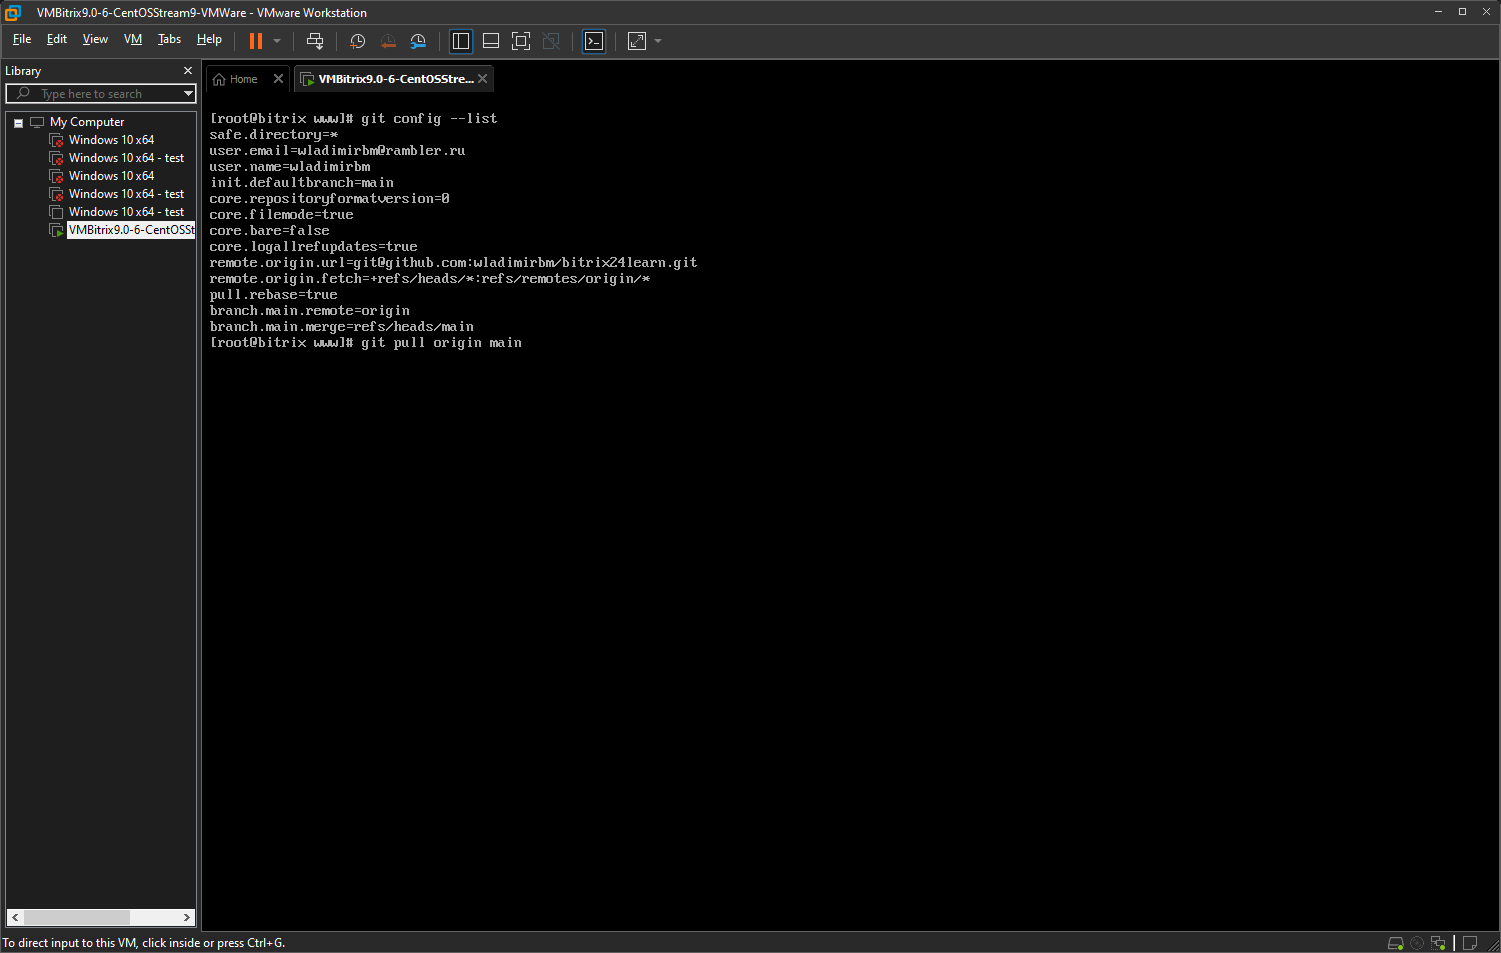 VMBitrix9.0-6-CentOSStream9-VMWare - VMware Workstation
File Edit View VM Tabs Help
Library
Type here to search
My Computer
Windows 10 x64
Windows 10 x64 - test
Windows 10 x64
Windows 10 x64 - test
Windows 10 x64 - test
VMBitrix9.0-6-CentOSSt
Home
VMBitrix9.0-6-CentOSStre...
[root@bitrix www]# git config --list
safe.directory=*
user.email=wladimirbm@rambler.ru
user.name=wladimirbm
init.defaultbranch=main
core.repositoryformatversion=0
core.filemode=true
core.bare=false
core.logallrefupdates=true
remote.origin.url=git@github.com:wladimirbm/bitrix24learn.git
remote.origin.fetch=+refs/heads/*:refs/remotes/origin/*
pull.rebase=true
branch.main.remote=origin
branch.main.merge=refs/heads/main
[root@bitrix www]# git pull origin main
To direct input to this VM, click inside or press Ctrl+G.